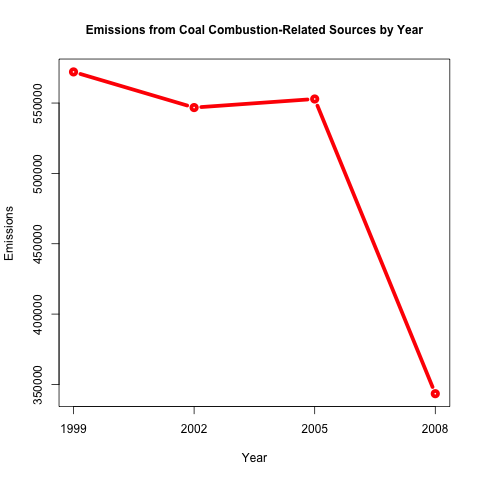 Emissions from Coal Combustion-Related Sources by Year
Emissions
550000
500000
450000
400000
350000
1999 2002 2005 2008
Year